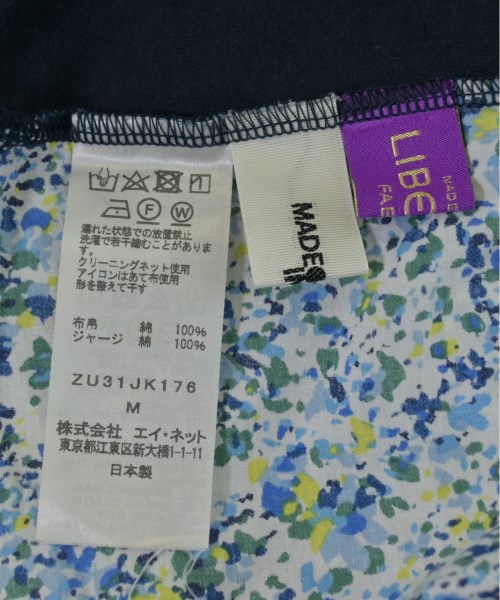 濡れた状態での放置禁止
洗濯で若干縮むことがあります。
クリーニングネット使用
アイロンはあて布使用
形を整えて干す
布帛 綿 100%
ジャージ 綿 100%
ZU31JK176
M
株式会社 エイ・ネット
東京都江東区新大橋1-1-11
日本製
F
W
MADE
IN
MADE